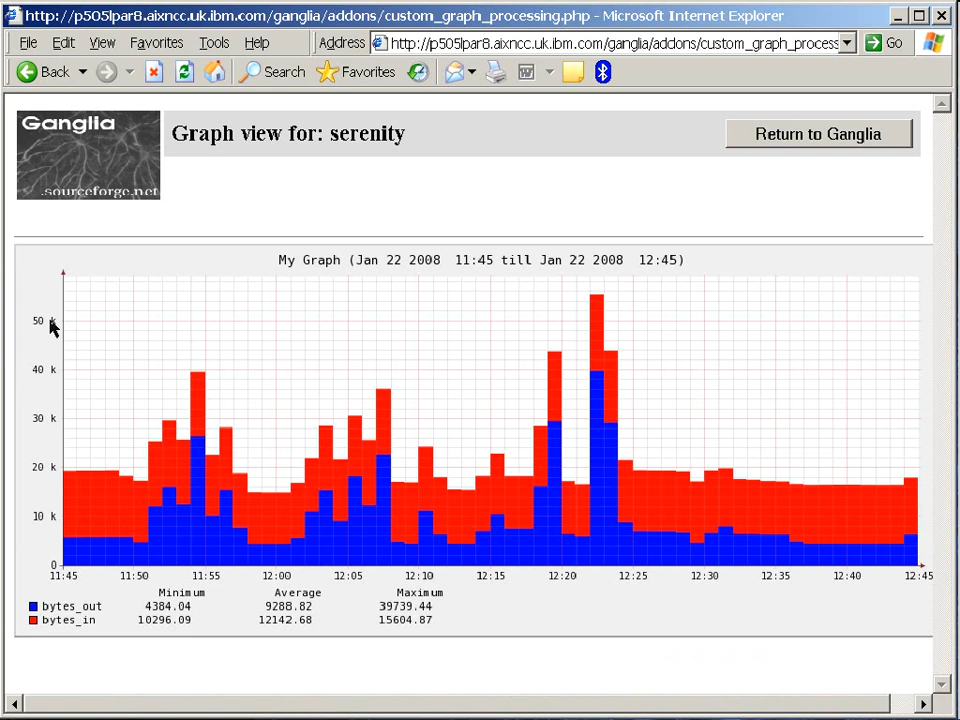 http://p505lpar8.aixncc.uk.ibm.com/ganglia/addons/custom_graph_processing.php - Microsoft Internet Explorer
File Edit View Favorites Tools Help Address http://p505lpar8.aixncc.uk.ibm.com/ganglia/addons/custom_graph_process Go
Back Search Favorites
Ganglia
.sourceforge.net
Graph view for: serenity
Return to Ganglia
My Graph (Jan 22 2008 11:45 till Jan 22 2008 12:45)
50 k
40 k
30 k
20 k
10 k
0
11:45 11:50 11:55 12:00 12:05 12:10 12:15 12:20 12:25 12:30 12:35 12:40 12:45
Minimum Average Maximum
bytes_out 4384.04 9288.82 39739.44
bytes_in 10296.09 12142.68 15604.87